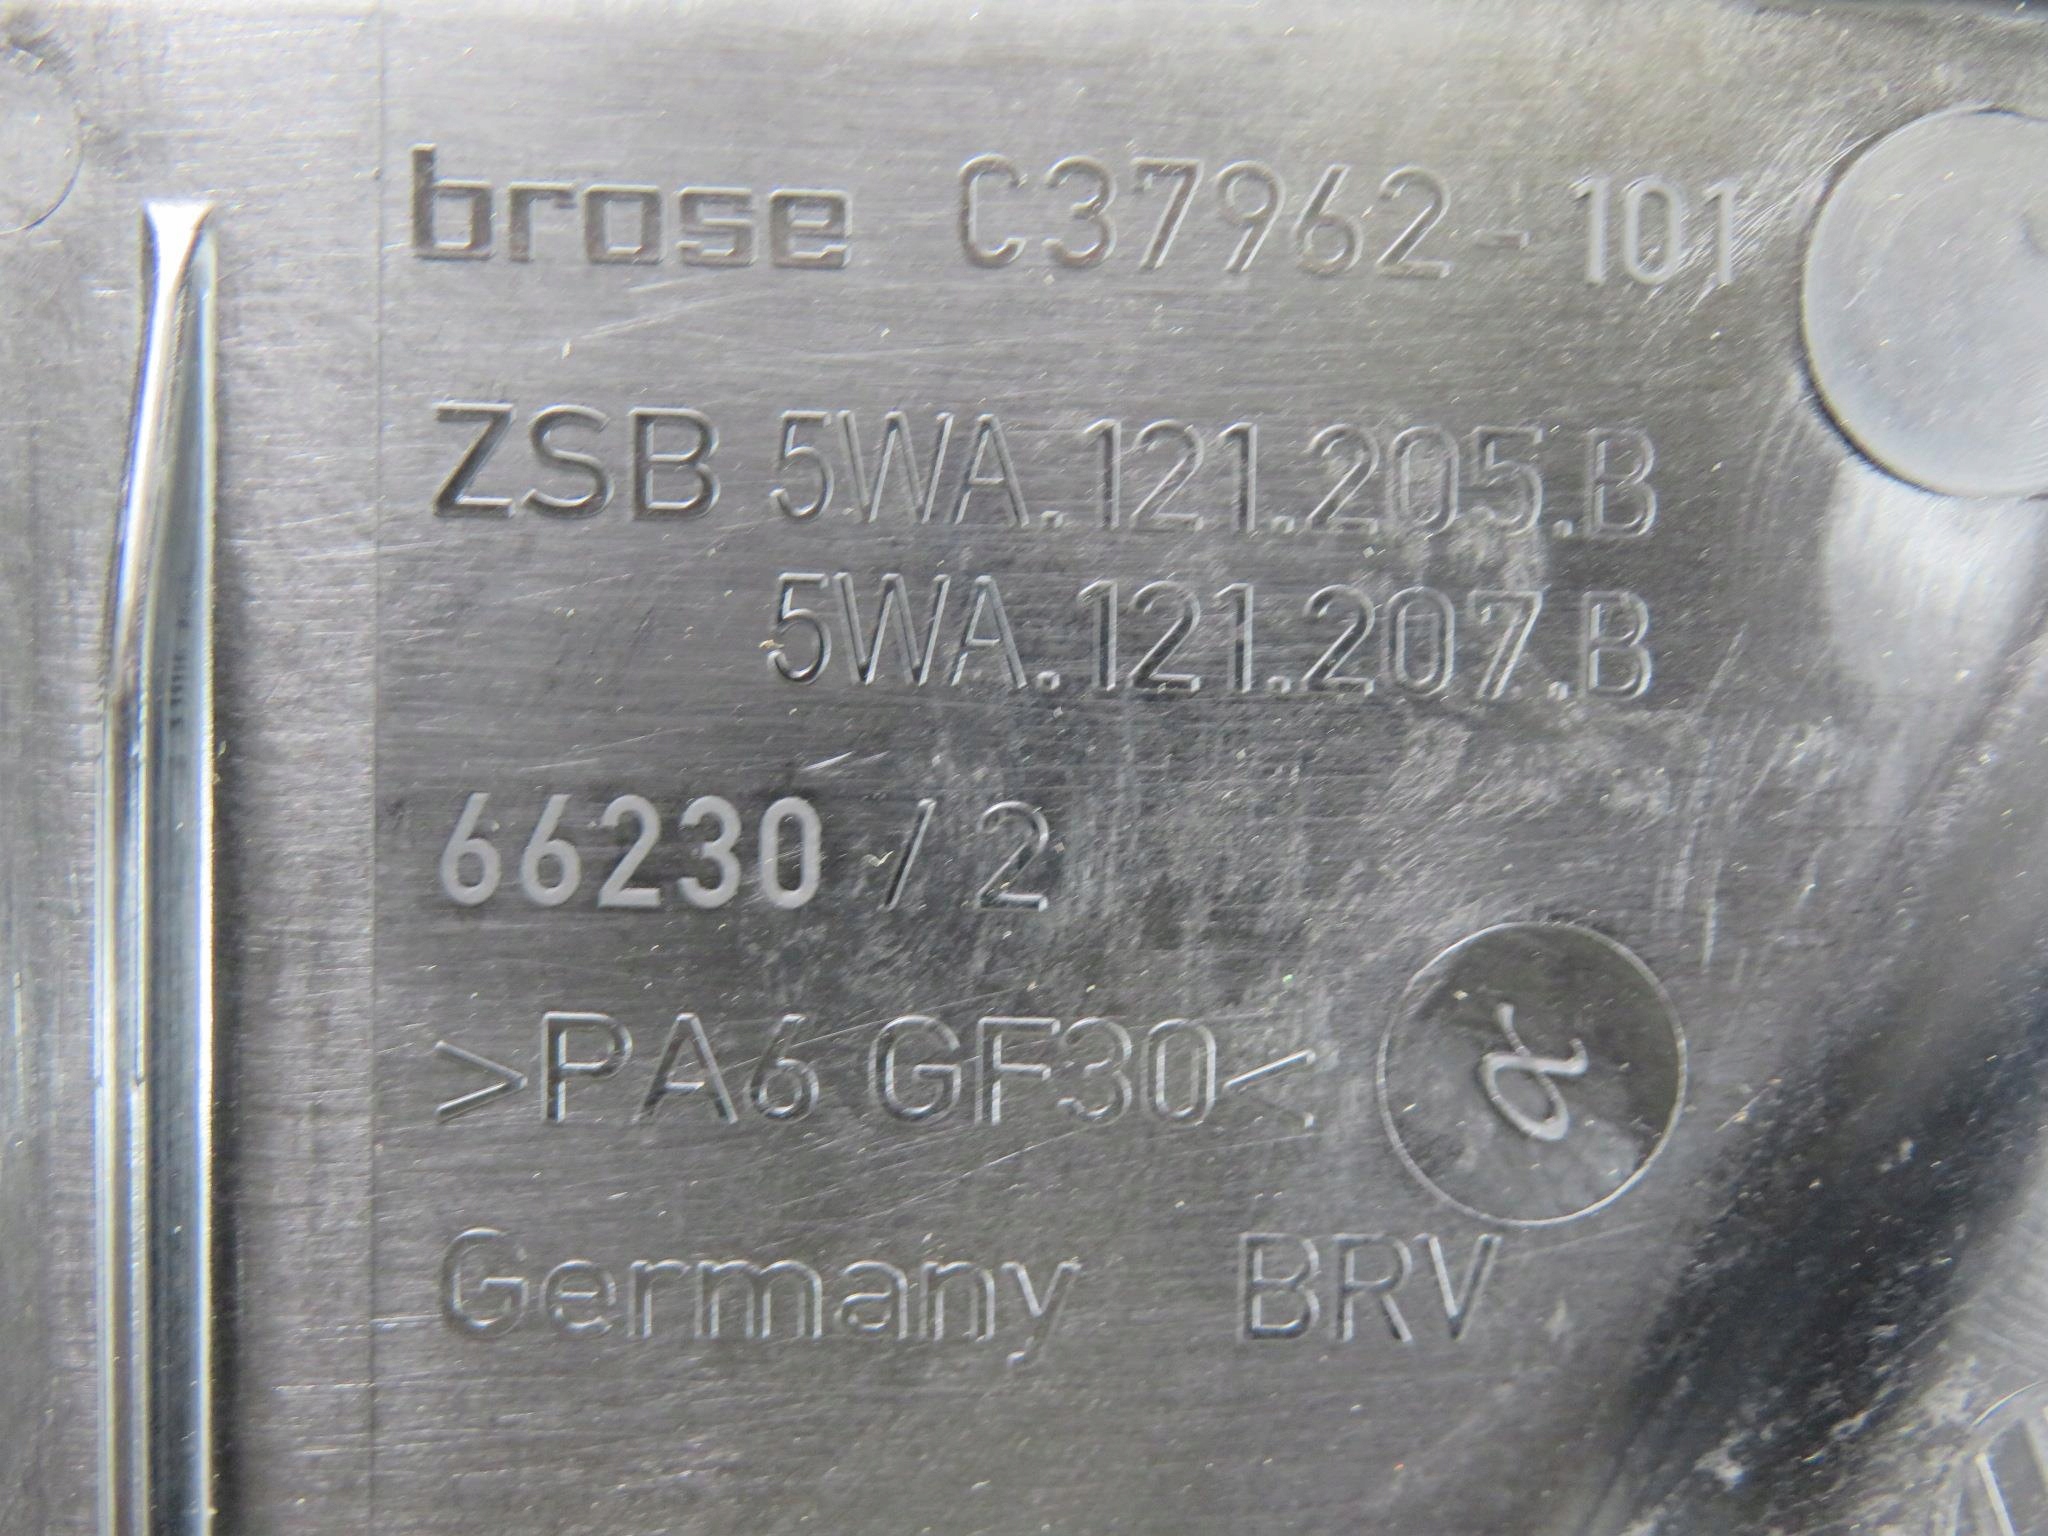 brose C37962-101
ZSB 5WA.121.205.B
5WA.121.207.B
66230 / 2
>PA6 GF30<
α
Germany BRV